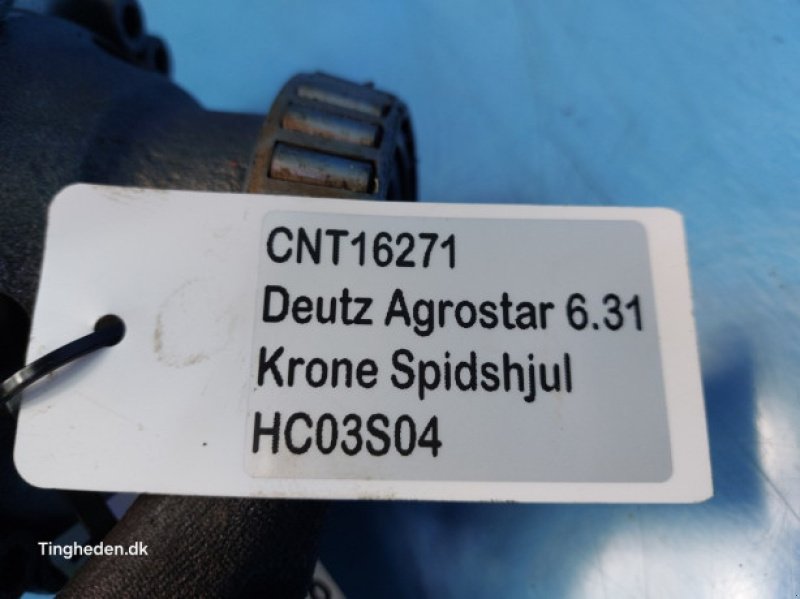 CNT16271
Deutz Agrostar 6.31
Krone Spidshjul
HC03S04
Tingheden.dk